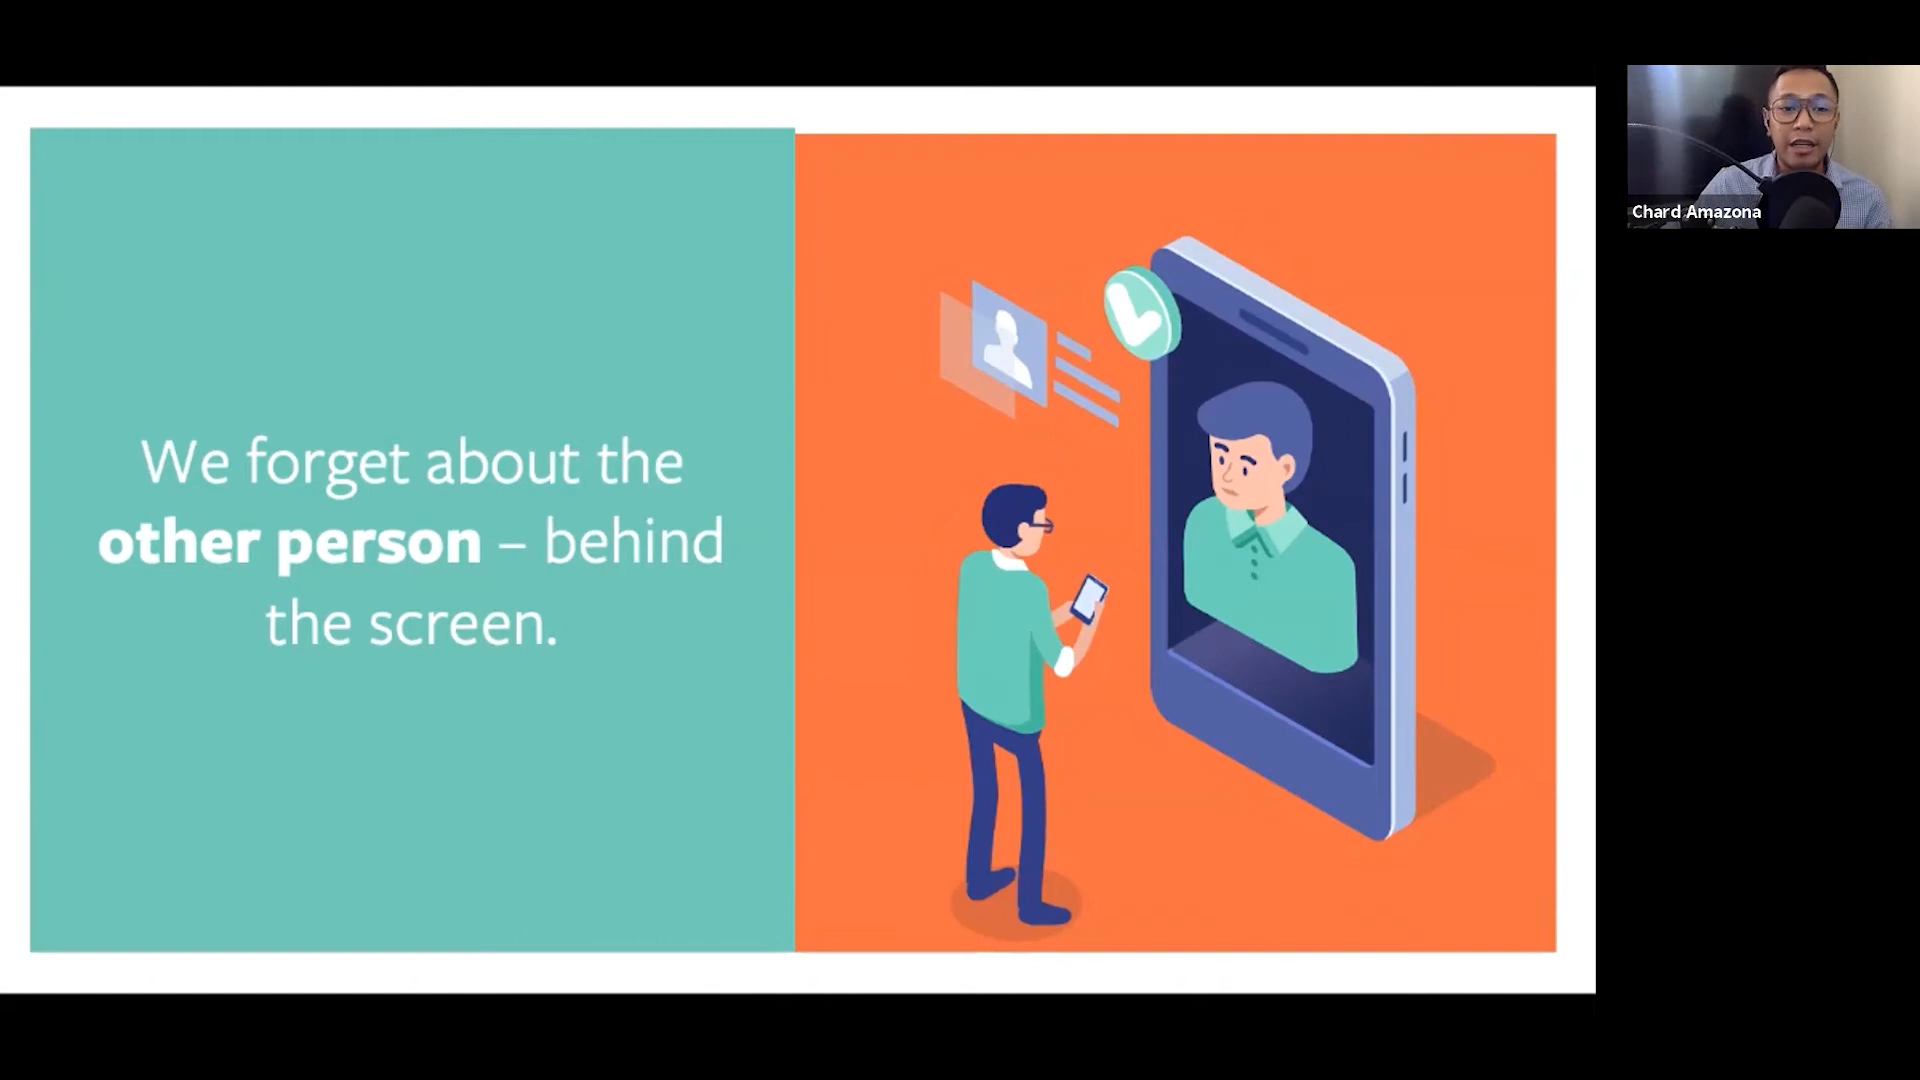 We forget about the
other person – behind
the screen.
Chard Amazona